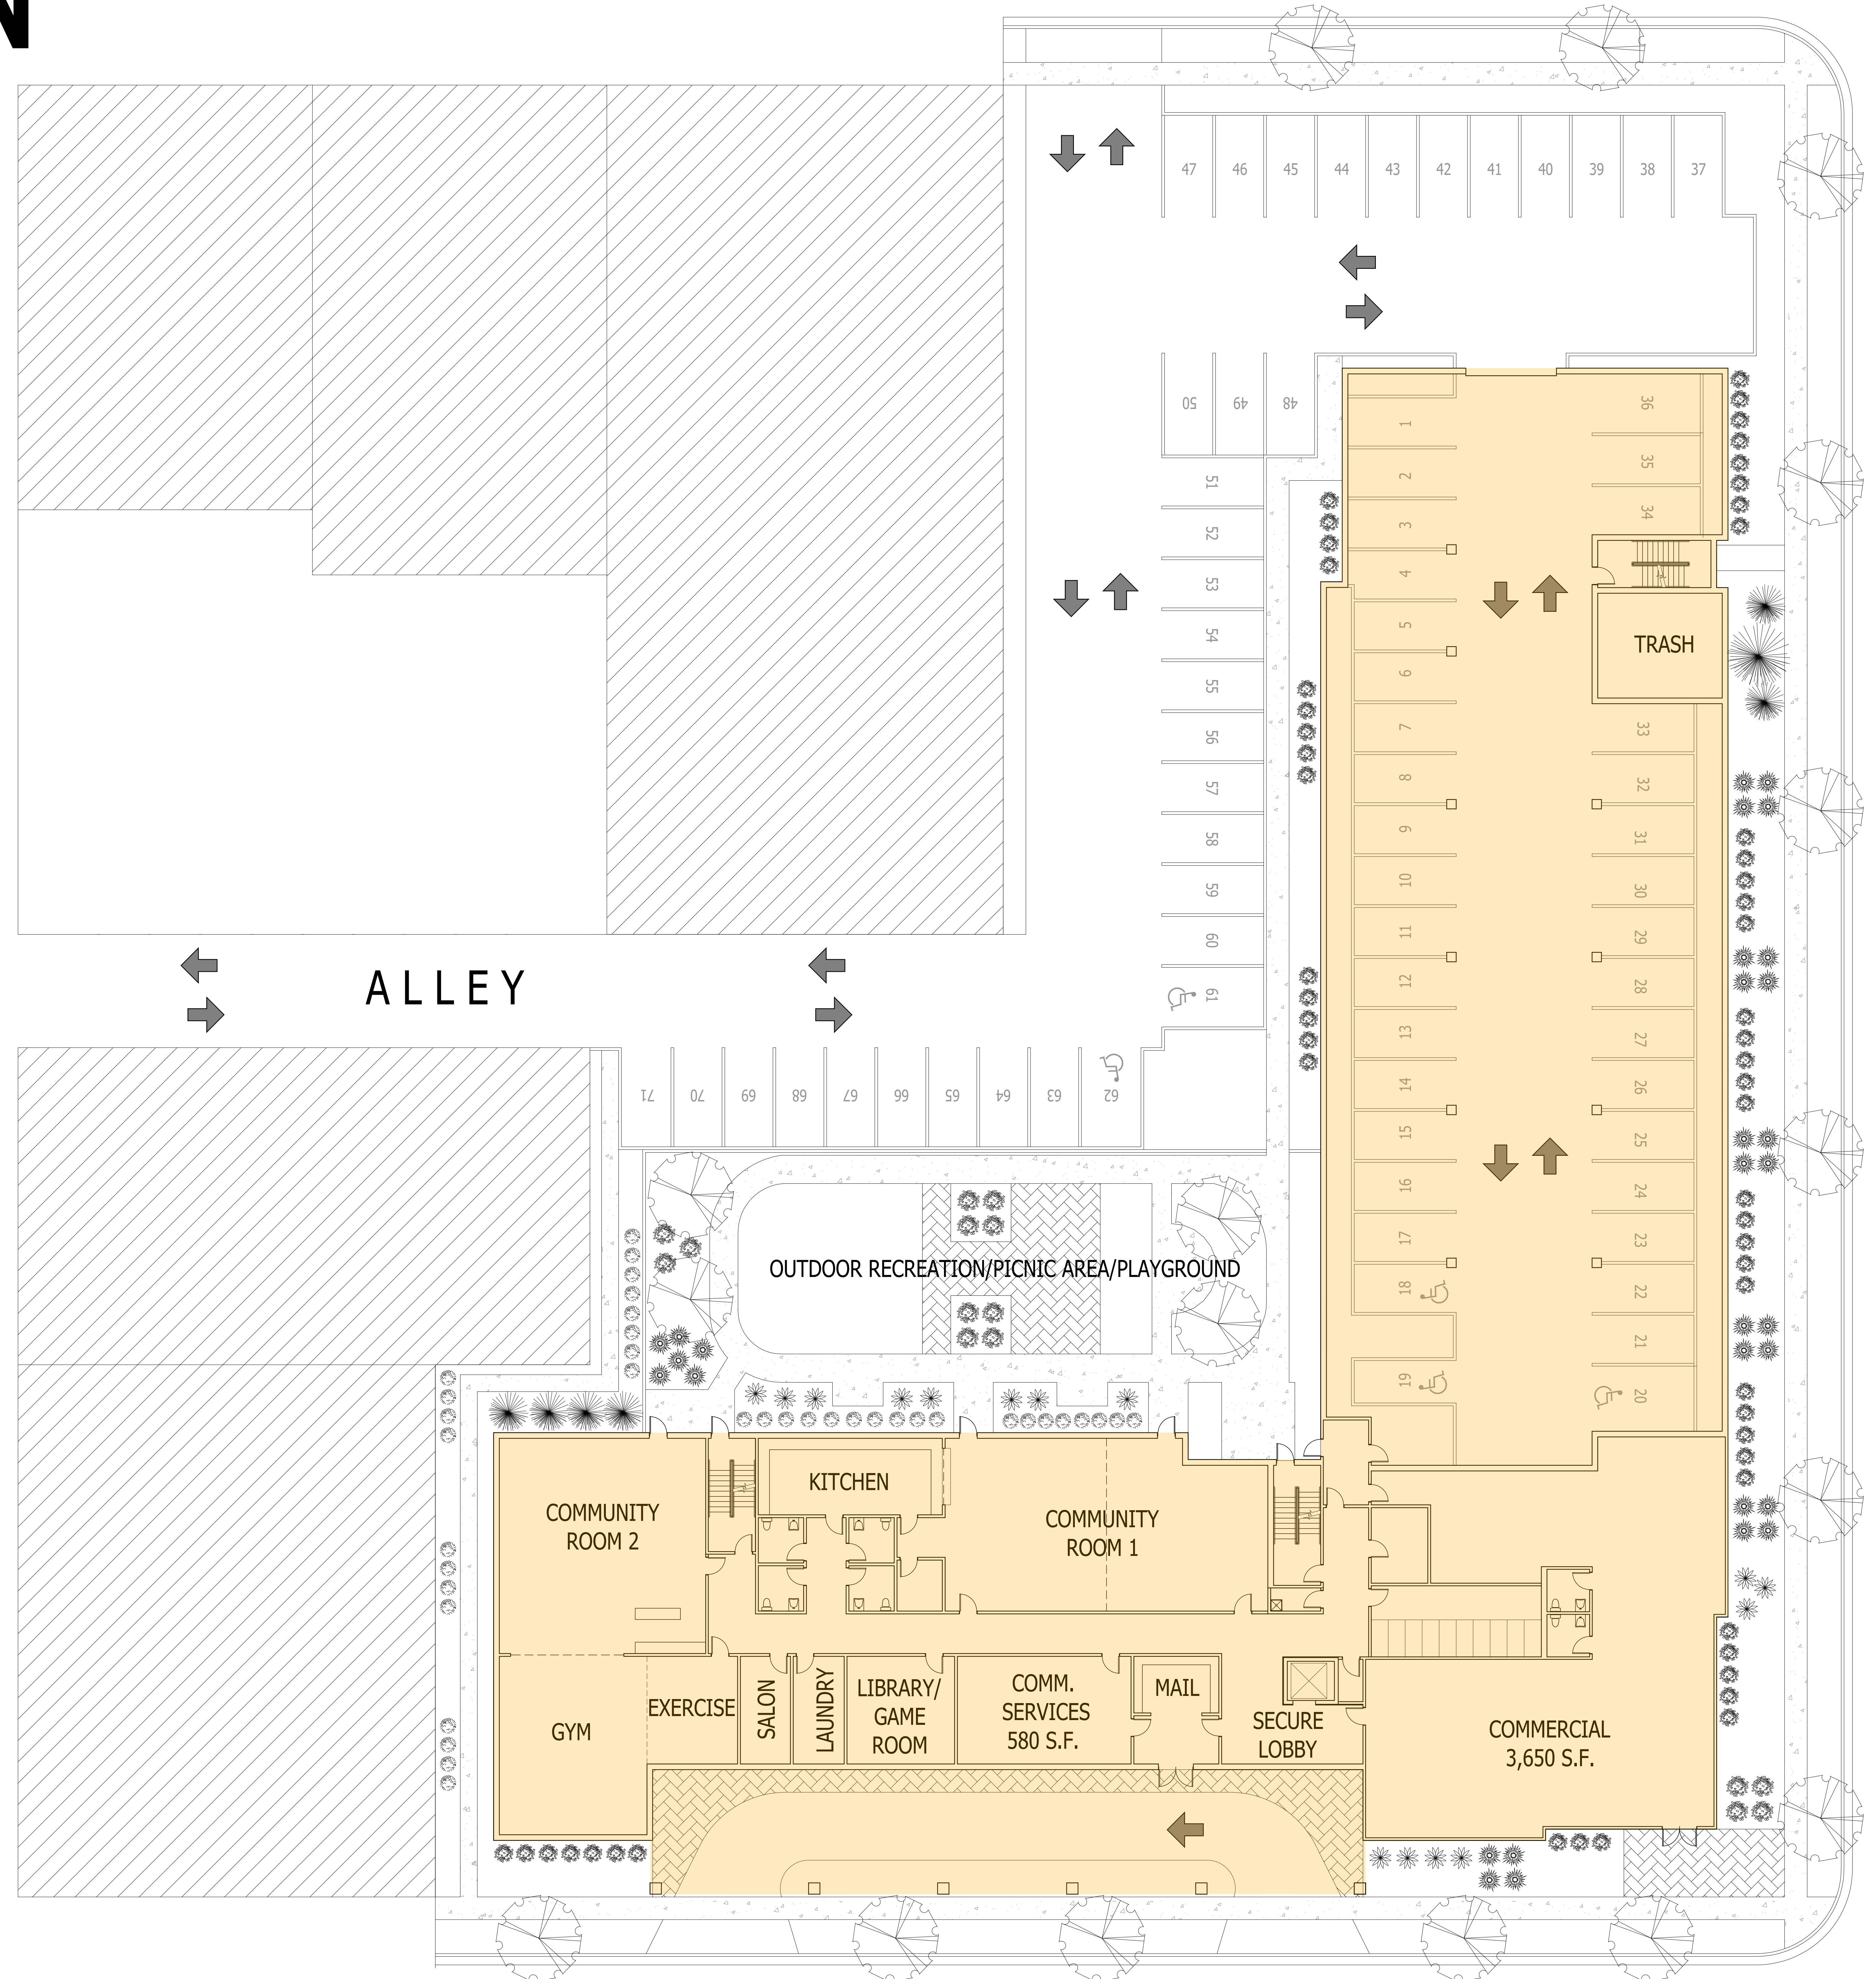 N
47 46 45 44 43 42 41 40 39 38 37
50 49 48
1
2
3
4
5
6
7
8
9
10
11
12
13
14
15
16
17
18
19
36
35
34
TRASH
33
32
31
30
29
28
27
26
25
24
23
22
21
20
51
52
53
54
55
56
57
58
59
60
61
ALLEY
71 70 69 68 67 66 65 64 63 62
OUTDOOR RECREATION/PICNIC AREA/PLAYGROUND
COMMUNITY
ROOM 2
KITCHEN
COMMUNITY
ROOM 1
GYM
EXERCISE
SALON
LAUNDRY
LIBRARY/
GAME
ROOM
COMM.
SERVICES
580 S.F.
MAIL
SECURE
LOBBY
COMMERCIAL
3,650 S.F.